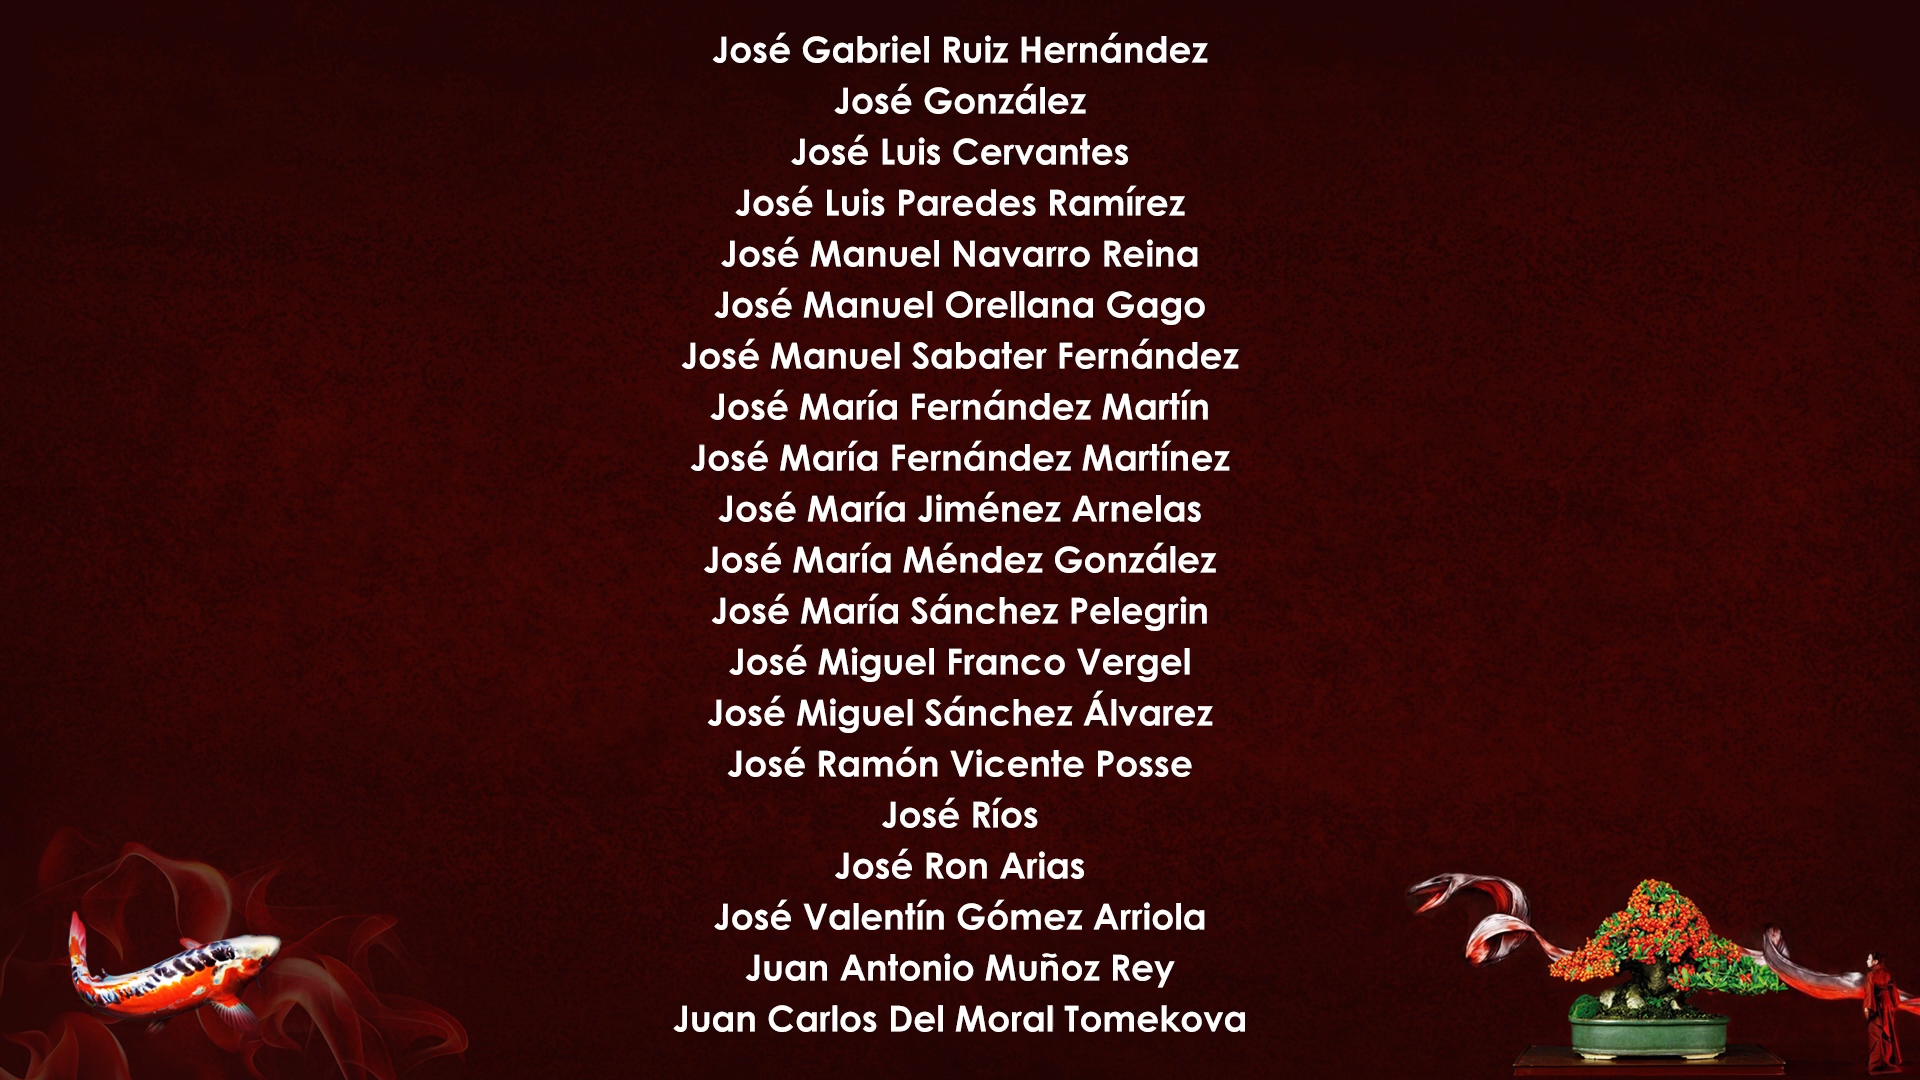 José Gabriel Ruiz Hernández
José González
José Luis Cervantes
José Luis Paredes Ramírez
José Manuel Navarro Reina
José Manuel Orellana Gago
José Manuel Sabater Fernández
José María Fernández Martín
José María Fernández Martínez
José María Jiménez Arnelas
José María Méndez González
José María Sánchez Pelegrin
José Miguel Franco Vergel
José Miguel Sánchez Álvarez
José Ramón Vicente Posse
José Ríos
José Ron Arias
José Valentín Gómez Arriola
Juan Antonio Muñoz Rey
Juan Carlos Del Moral Tomekova